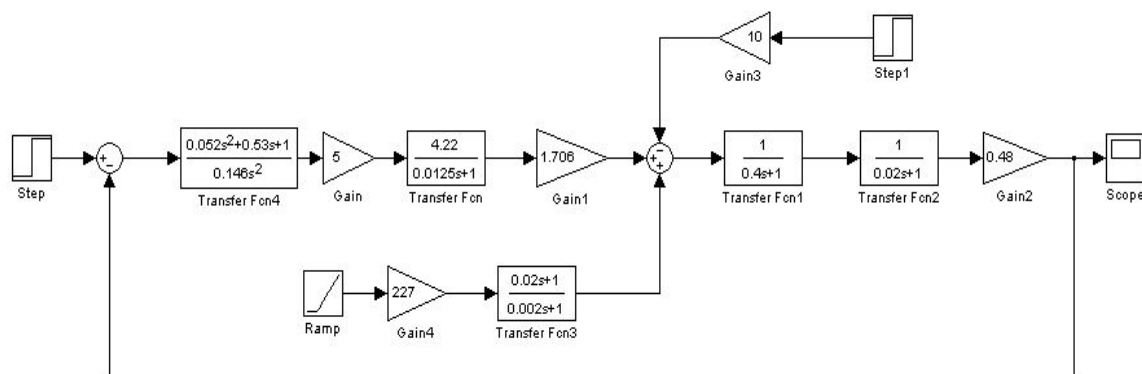 10
Gain3
Step1
Step
+
−
0.052s²+0.53s+1
0.146s²
Transfer Fcn4
5
Gain
4.22
0.0125s+1
Transfer Fcn
1.706
Gain1
−
+
1
0.4s+1
Transfer Fcn1
1
0.02s+1
Transfer Fcn2
0.48
Gain2
Scope
Ramp
227
Gain4
0.02s+1
0.002s+1
Transfer Fcn3